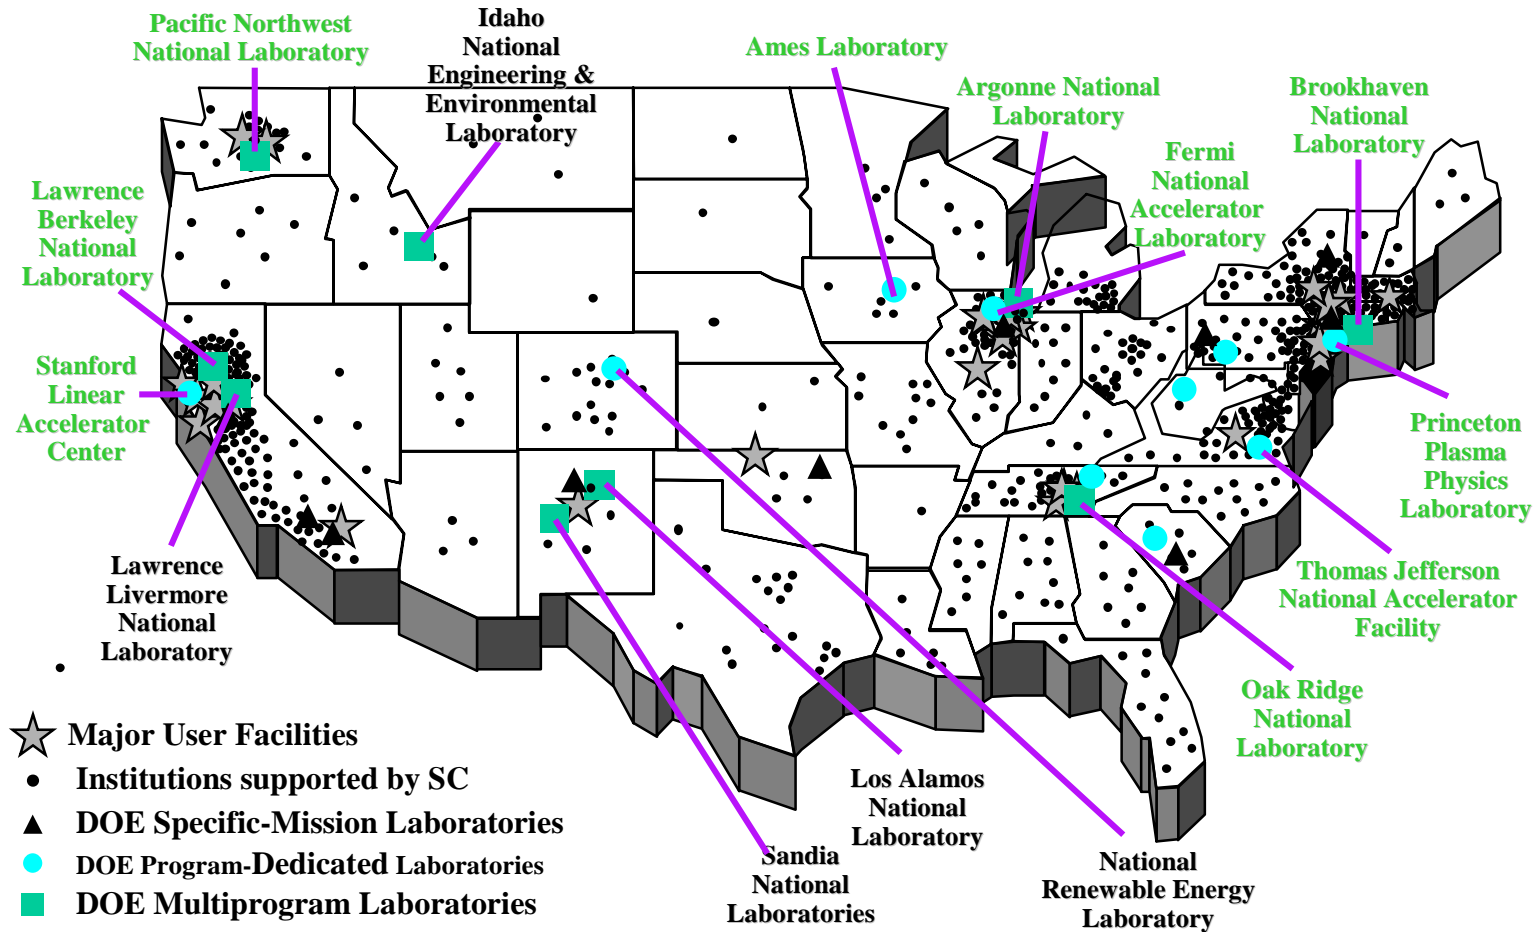 Pacific Northwest
National Laboratory
Idaho
National
Engineering &
Environmental
Laboratory
Ames Laboratory
Argonne National
Laboratory
Brookhaven
National
Laboratory
Fermi
National
Accelerator
Laboratory
Lawrence
Berkeley
National
Laboratory
Stanford
Linear
Accelerator
Center
Lawrence
Livermore
National
Laboratory
Princeton
Plasma
Physics
Laboratory
Thomas Jefferson
National Accelerator
Facility
Oak Ridge
National
Laboratory
Los Alamos
National
Laboratory
Sandia
National
Laboratories
National
Renewable Energy
Laboratory
Major User Facilities
Institutions supported by SC
DOE Specific-Mission Laboratories
DOE Program-Dedicated Laboratories
DOE Multiprogram Laboratories